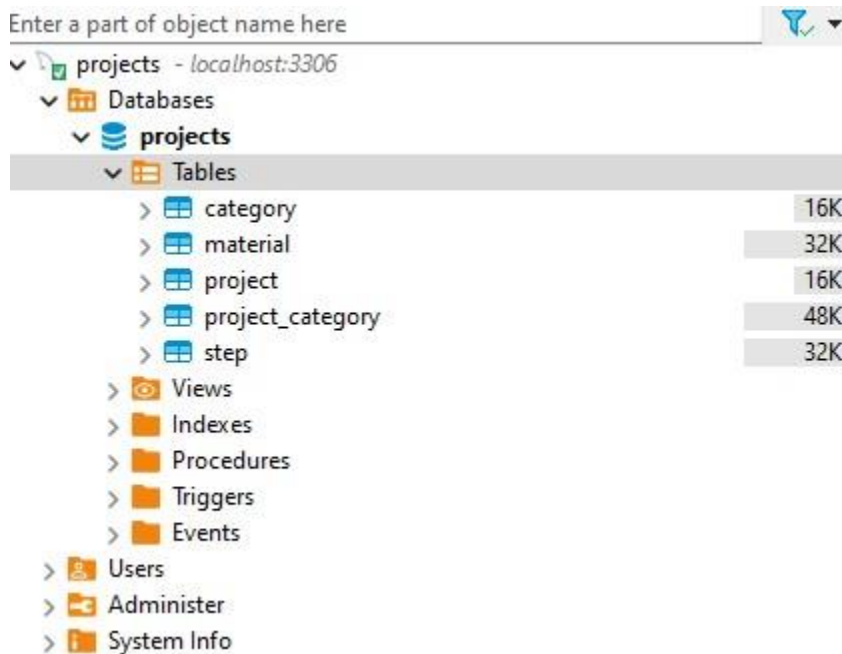 Enter a part of object name here
projects - localhost:3306
Databases
projects
Tables
category 16K
material 32K
project 16K
project_category 48K
step 32K
Views
Indexes
Procedures
Triggers
Events
Users
Administer
System Info